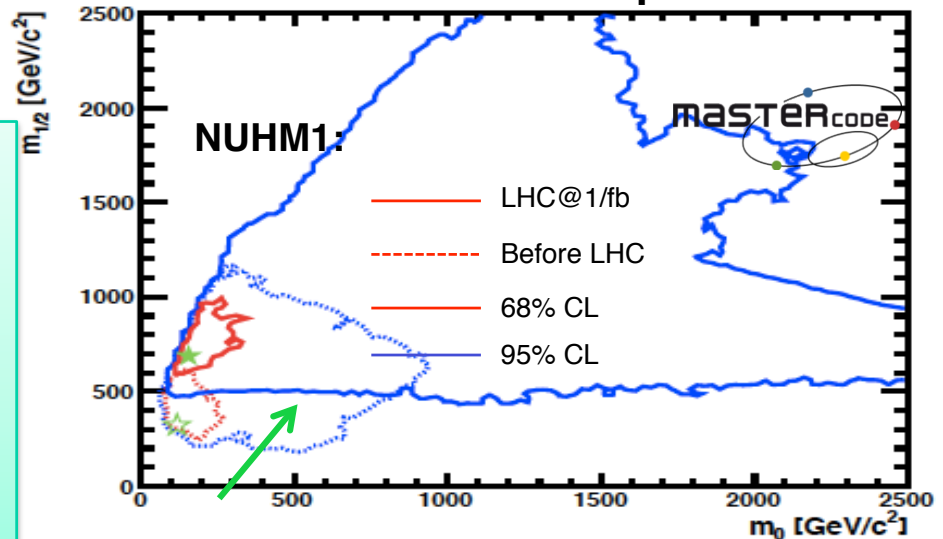 2500
2000
1500
1000
500
0
m1/2 [GeV/c2]
NUHM1:
MasTeRcode
LHC@1/fb
Before LHC
68% CL
95% CL
0 500 1000 1500 2000 2500
m0 [GeV/c2]